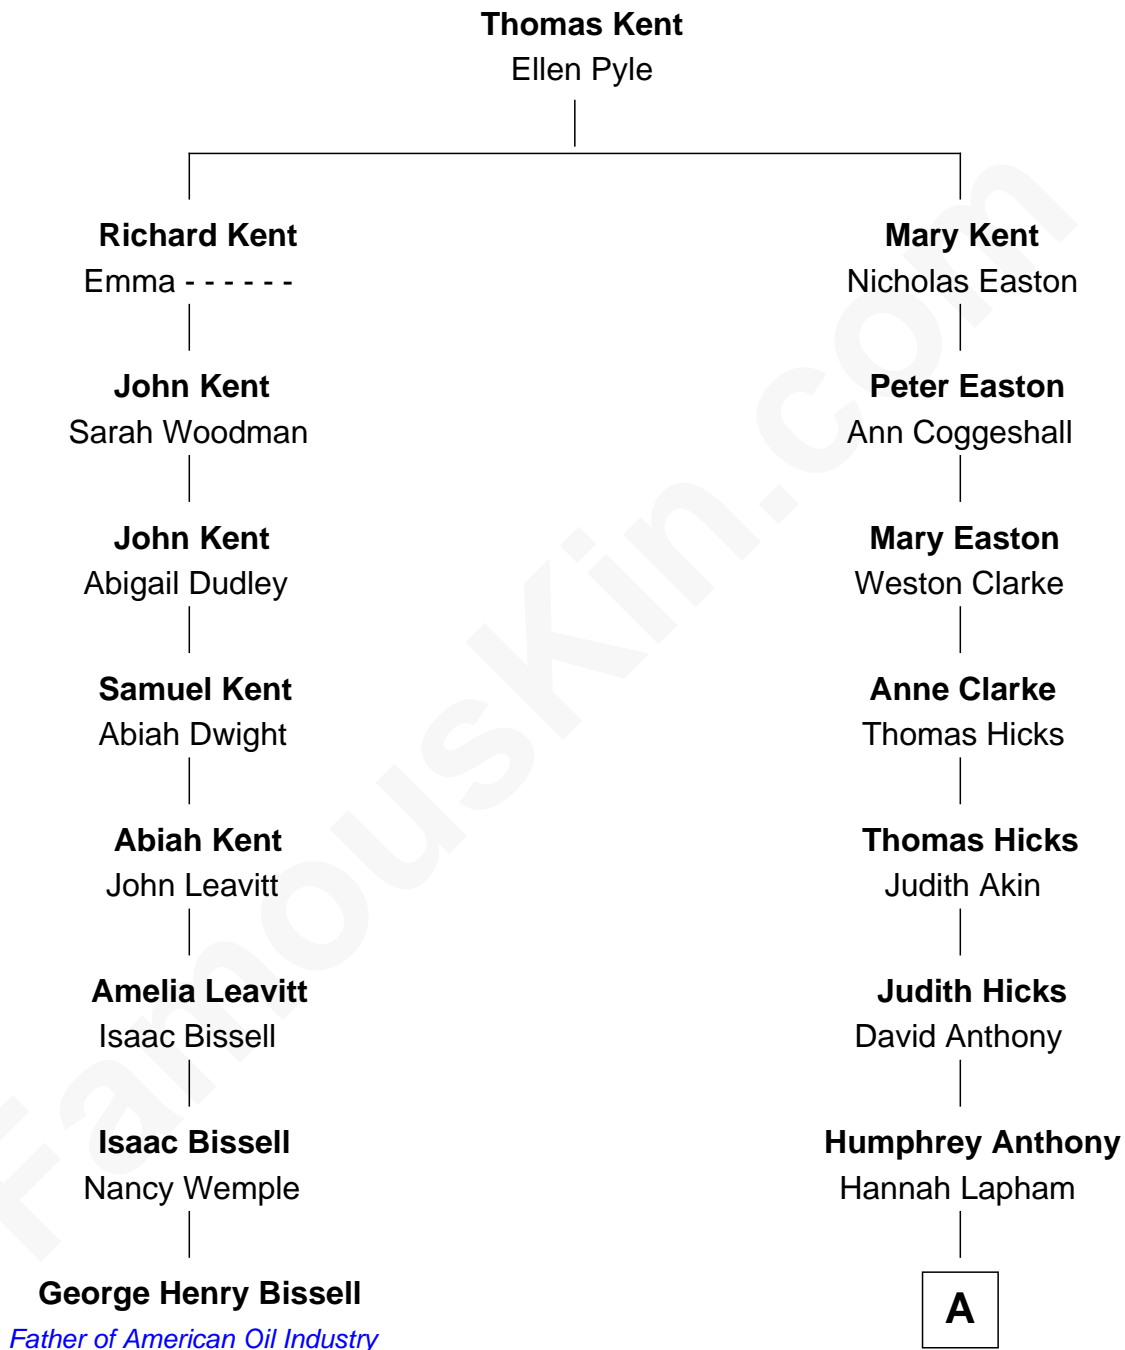 Thomas Kent
Ellen Pyle
Richard Kent
Emma - - - - - -
John Kent
Sarah Woodman
John Kent
Abigail Dudley
Samuel Kent
Abiah Dwight
Abiah Kent
John Leavitt
Amelia Leavitt
Isaac Bissell
Isaac Bissell
Nancy Wemple
George Henry Bissell
Father of American Oil Industry
Mary Kent
Nicholas Easton
Peter Easton
Ann Coggeshall
Mary Easton
Weston Clarke
Anne Clarke
Thomas Hicks
Thomas Hicks
Judith Akin
Judith Hicks
David Anthony
Humphrey Anthony
Hannah Lapham
A
FamousKin.com